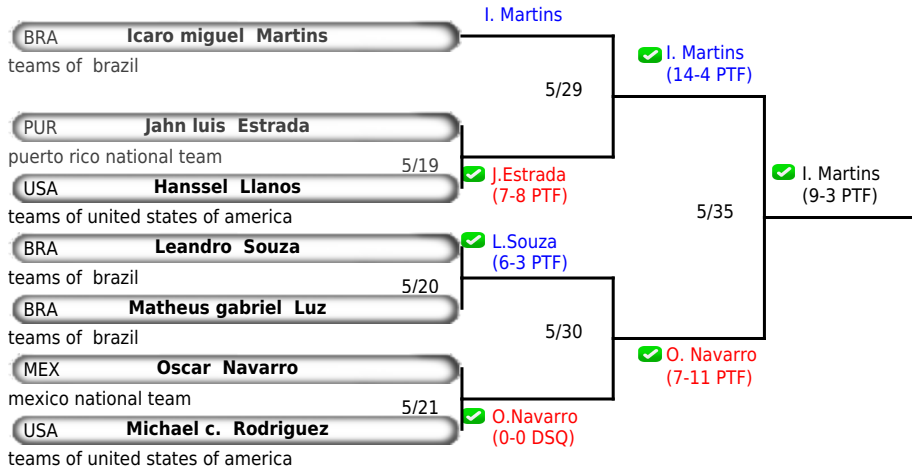 I. Martins
BRA Icaro miguel Martins
teams of brazil
I. Martins
(14-4 PTF)
5/29
PUR Jahn luis Estrada
puerto rico national team
5/19
J.Estrada
(7-8 PTF)
USA Hanssel Llanos
teams of united states of america
I. Martins
(9-3 PTF)
5/35
BRA Leandro Souza
teams of brazil
L.Souza
(6-3 PTF)
5/20
BRA Matheus gabriel Luz
teams of brazil
5/30
MEX Oscar Navarro
mexico national team
O. Navarro
(7-11 PTF)
5/21
O.Navarro
(0-0 DSQ)
USA Michael c. Rodriguez
teams of united states of america